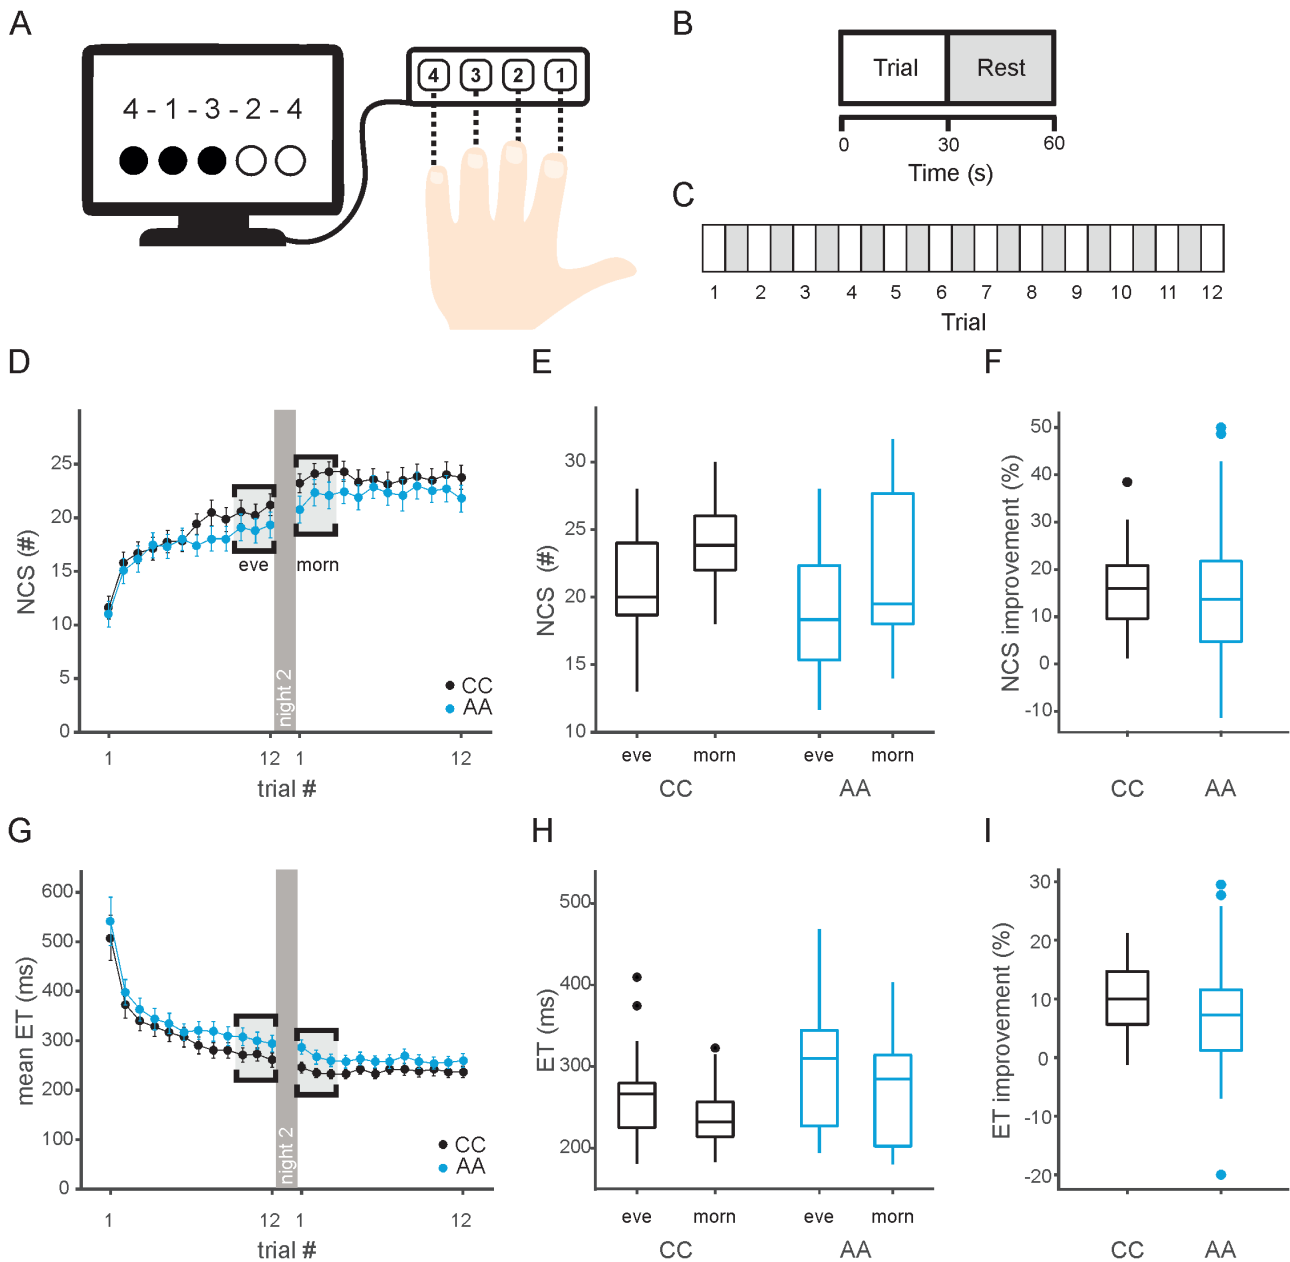 A
4 - 1 - 3 - 2 - 4
4 3 2 1
B
Trial Rest
0 30 60
Time (s)
C
1 2 3 4 5 6 7 8 9 10 11 12
Trial
D
NCS (#)
25
20
15
10
5
0
eve
morn
night 2
CC
AA
1 12 1 12
trial #
E
NCS (#)
30
25
20
15
10
eve morn eve morn
CC AA
F
NCS improvement (%)
50
40
30
20
10
0
-10
CC AA
G
mean ET (ms)
600
500
400
300
200
100
0
night 2
CC
AA
1 12 1 12
trial #
H
ET (ms)
500
400
300
200
eve morn eve morn
CC AA
I
ET improvement (%)
30
20
10
0
-10
-20
CC AA